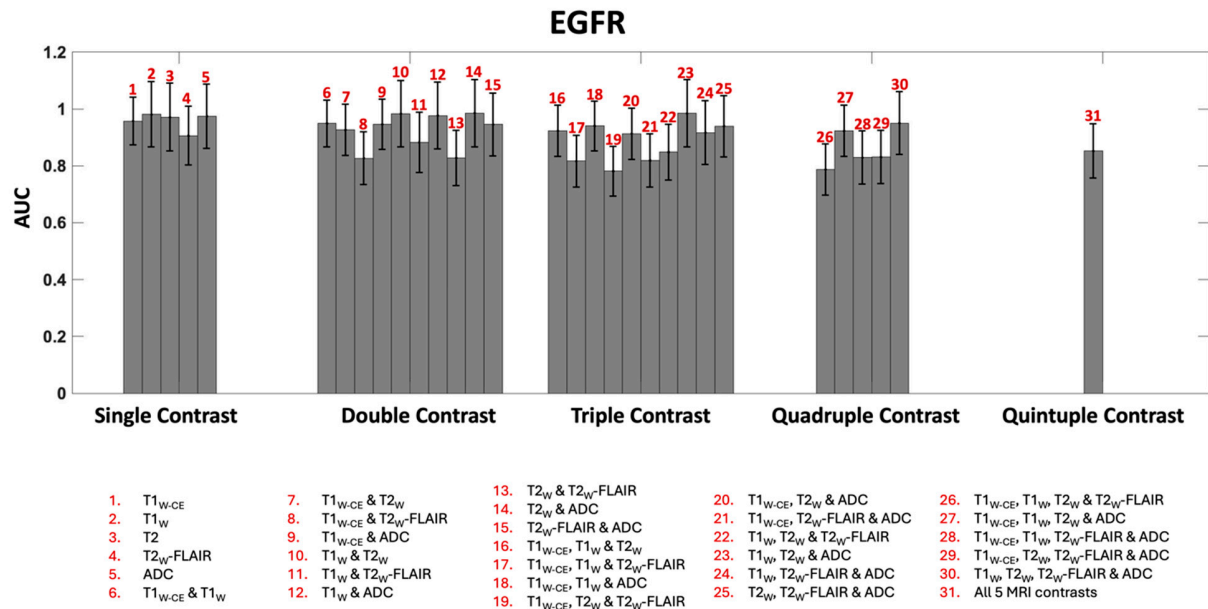 EGFR
AUC
1.2
1
0.8
0.6
0.4
0.2
0
1
2
3
4
5
6
7
8
9
10
11
12
13
14
15
16
17
18
19
20
21
22
23
24
25
26
27
28
29
30
31
Single Contrast
Double Contrast
Triple Contrast
Quadruple Contrast
Quintuple Contrast
1. T1W-CE
2. T1W
3. T2
4. T2W-FLAIR
5. ADC
6. T1W-CE & T1W
7. T1W-CE & T2W
8. T1W-CE & T2W-FLAIR
9. T1W-CE & ADC
10. T1W & T2W
11. T1W & T2W-FLAIR
12. T1W & ADC
13. T2W & T2W-FLAIR
14. T2W & ADC
15. T2W-FLAIR & ADC
16. T1W-CE, T1W & T2W
17. T1W-CE, T1W & T2W-FLAIR
18. T1W-CE, T1W & ADC
19. T1W-CE, T2W & T2W-FLAIR
20. T1W-CE, T2W & ADC
21. T1W-CE, T2W-FLAIR & ADC
22. T1W, T2W & T2W-FLAIR
23. T1W, T2W & ADC
24. T1W, T2W-FLAIR & ADC
25. T2W, T2W-FLAIR & ADC
26. T1W-CE, T1W, T2W & T2W-FLAIR
27. T1W-CE, T1W, T2W & ADC
28. T1W-CE, T1W, T2W-FLAIR & ADC
29. T1W-CE, T2W, T2W-FLAIR & ADC
30. T1W, T2W, T2W-FLAIR & ADC
31. All 5 MRI contrasts